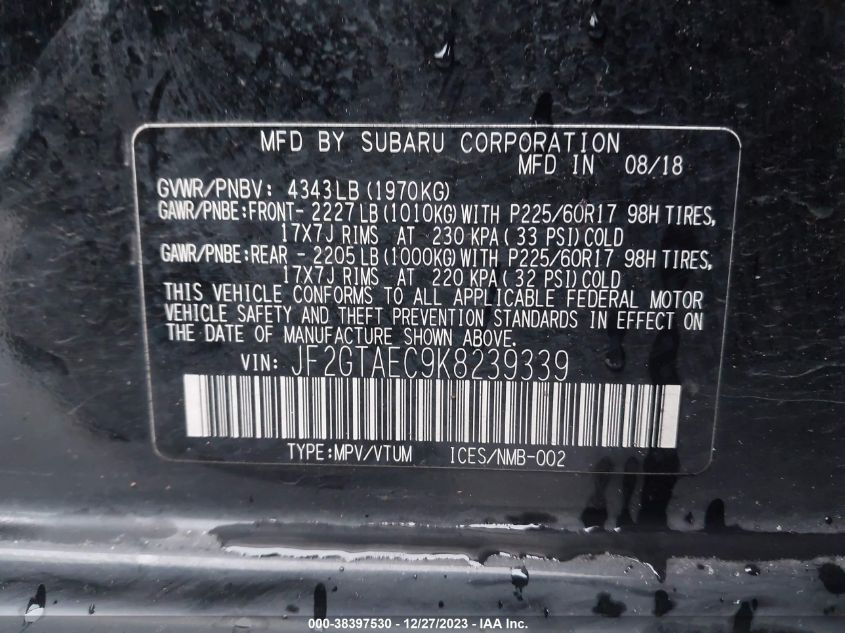 MFD BY SUBARU CORPORATION
MFD IN 08/18
GVWR/PNBV: 4343LB (1970KG)
GAWR/PNBE:FRONT- 2227 LB (1010KG) WITH P225/60R17 98H TIRES,
17X7J RIMS AT 230 KPA ( 33 PSI) COLD
GAWR/PNBE:REAR - 2205 LB (1000KG) WITH P225/60R17 98H TIRES,
17X7J RIMS AT 220 KPA ( 32 PSI) COLD
THIS VEHICLE CONFORMS TO ALL APPLICABLE FEDERAL MOTOR
VEHICLE SAFETY AND THEFT PREVENTION STANDARDS IN EFFECT ON
THE DATE OF MANUFACTURE SHOWN ABOVE.
VIN: JF2GTAEC9K8239339
TYPE:MPV/VTUM ICES/NMB-002
000-38397530 - 12/27/2023 - IAA Inc.